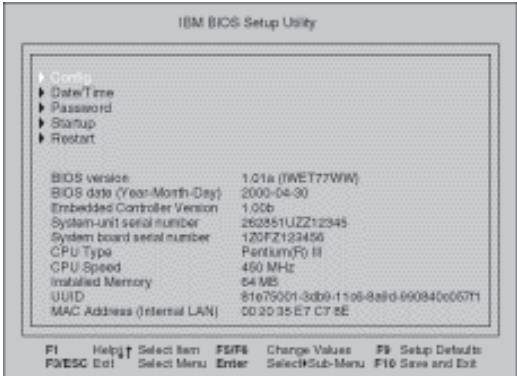 IBM BIOS Setup Utility
Config
Date/Time
Password
Startup
Restart
BIOS version 1.01a (IWET77WW)
BIOS date (Year-Month-Day) 2000-04-30
Embedded Controller Version 1.00b
System-unit serial number 262851UZZ12345
System board serial number 1Z0FZ123456
CPU Type Pentium(R) III
CPU Speed 450 MHz
Installed Memory 64 MB
UUID
MAC Address (Internal LAN) 00 20 35 E7 C7 8E
F1 Help Select Item F5/F6 Change Values F9 Setup Defaults
F3/ESC Exit Select Menu Enter Select Sub-Menu F10 Save and Exit